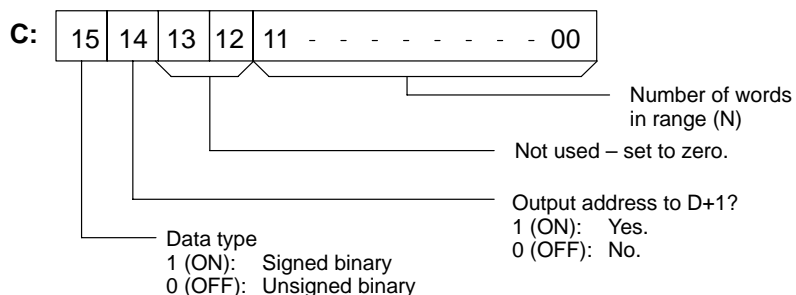 C: 15 14 13 12 11 - - - - - - - - 00
Number of words
in range (N)
Not used – set to zero.
Output address to D+1?
1 (ON): Yes.
0 (OFF): No.
Data type
1 (ON): Signed binary
0 (OFF): Unsigned binary